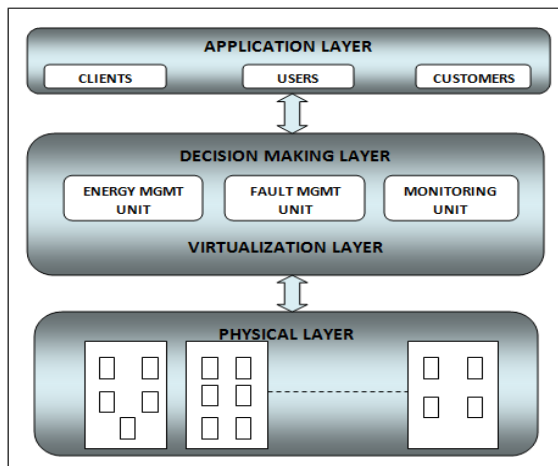 APPLICATION LAYER
CLIENTS
USERS
CUSTOMERS
DECISION MAKING LAYER
ENERGY MGMT
UNIT
FAULT MGMT
UNIT
MONITORING
UNIT
VIRTUALIZATION LAYER
PHYSICAL LAYER